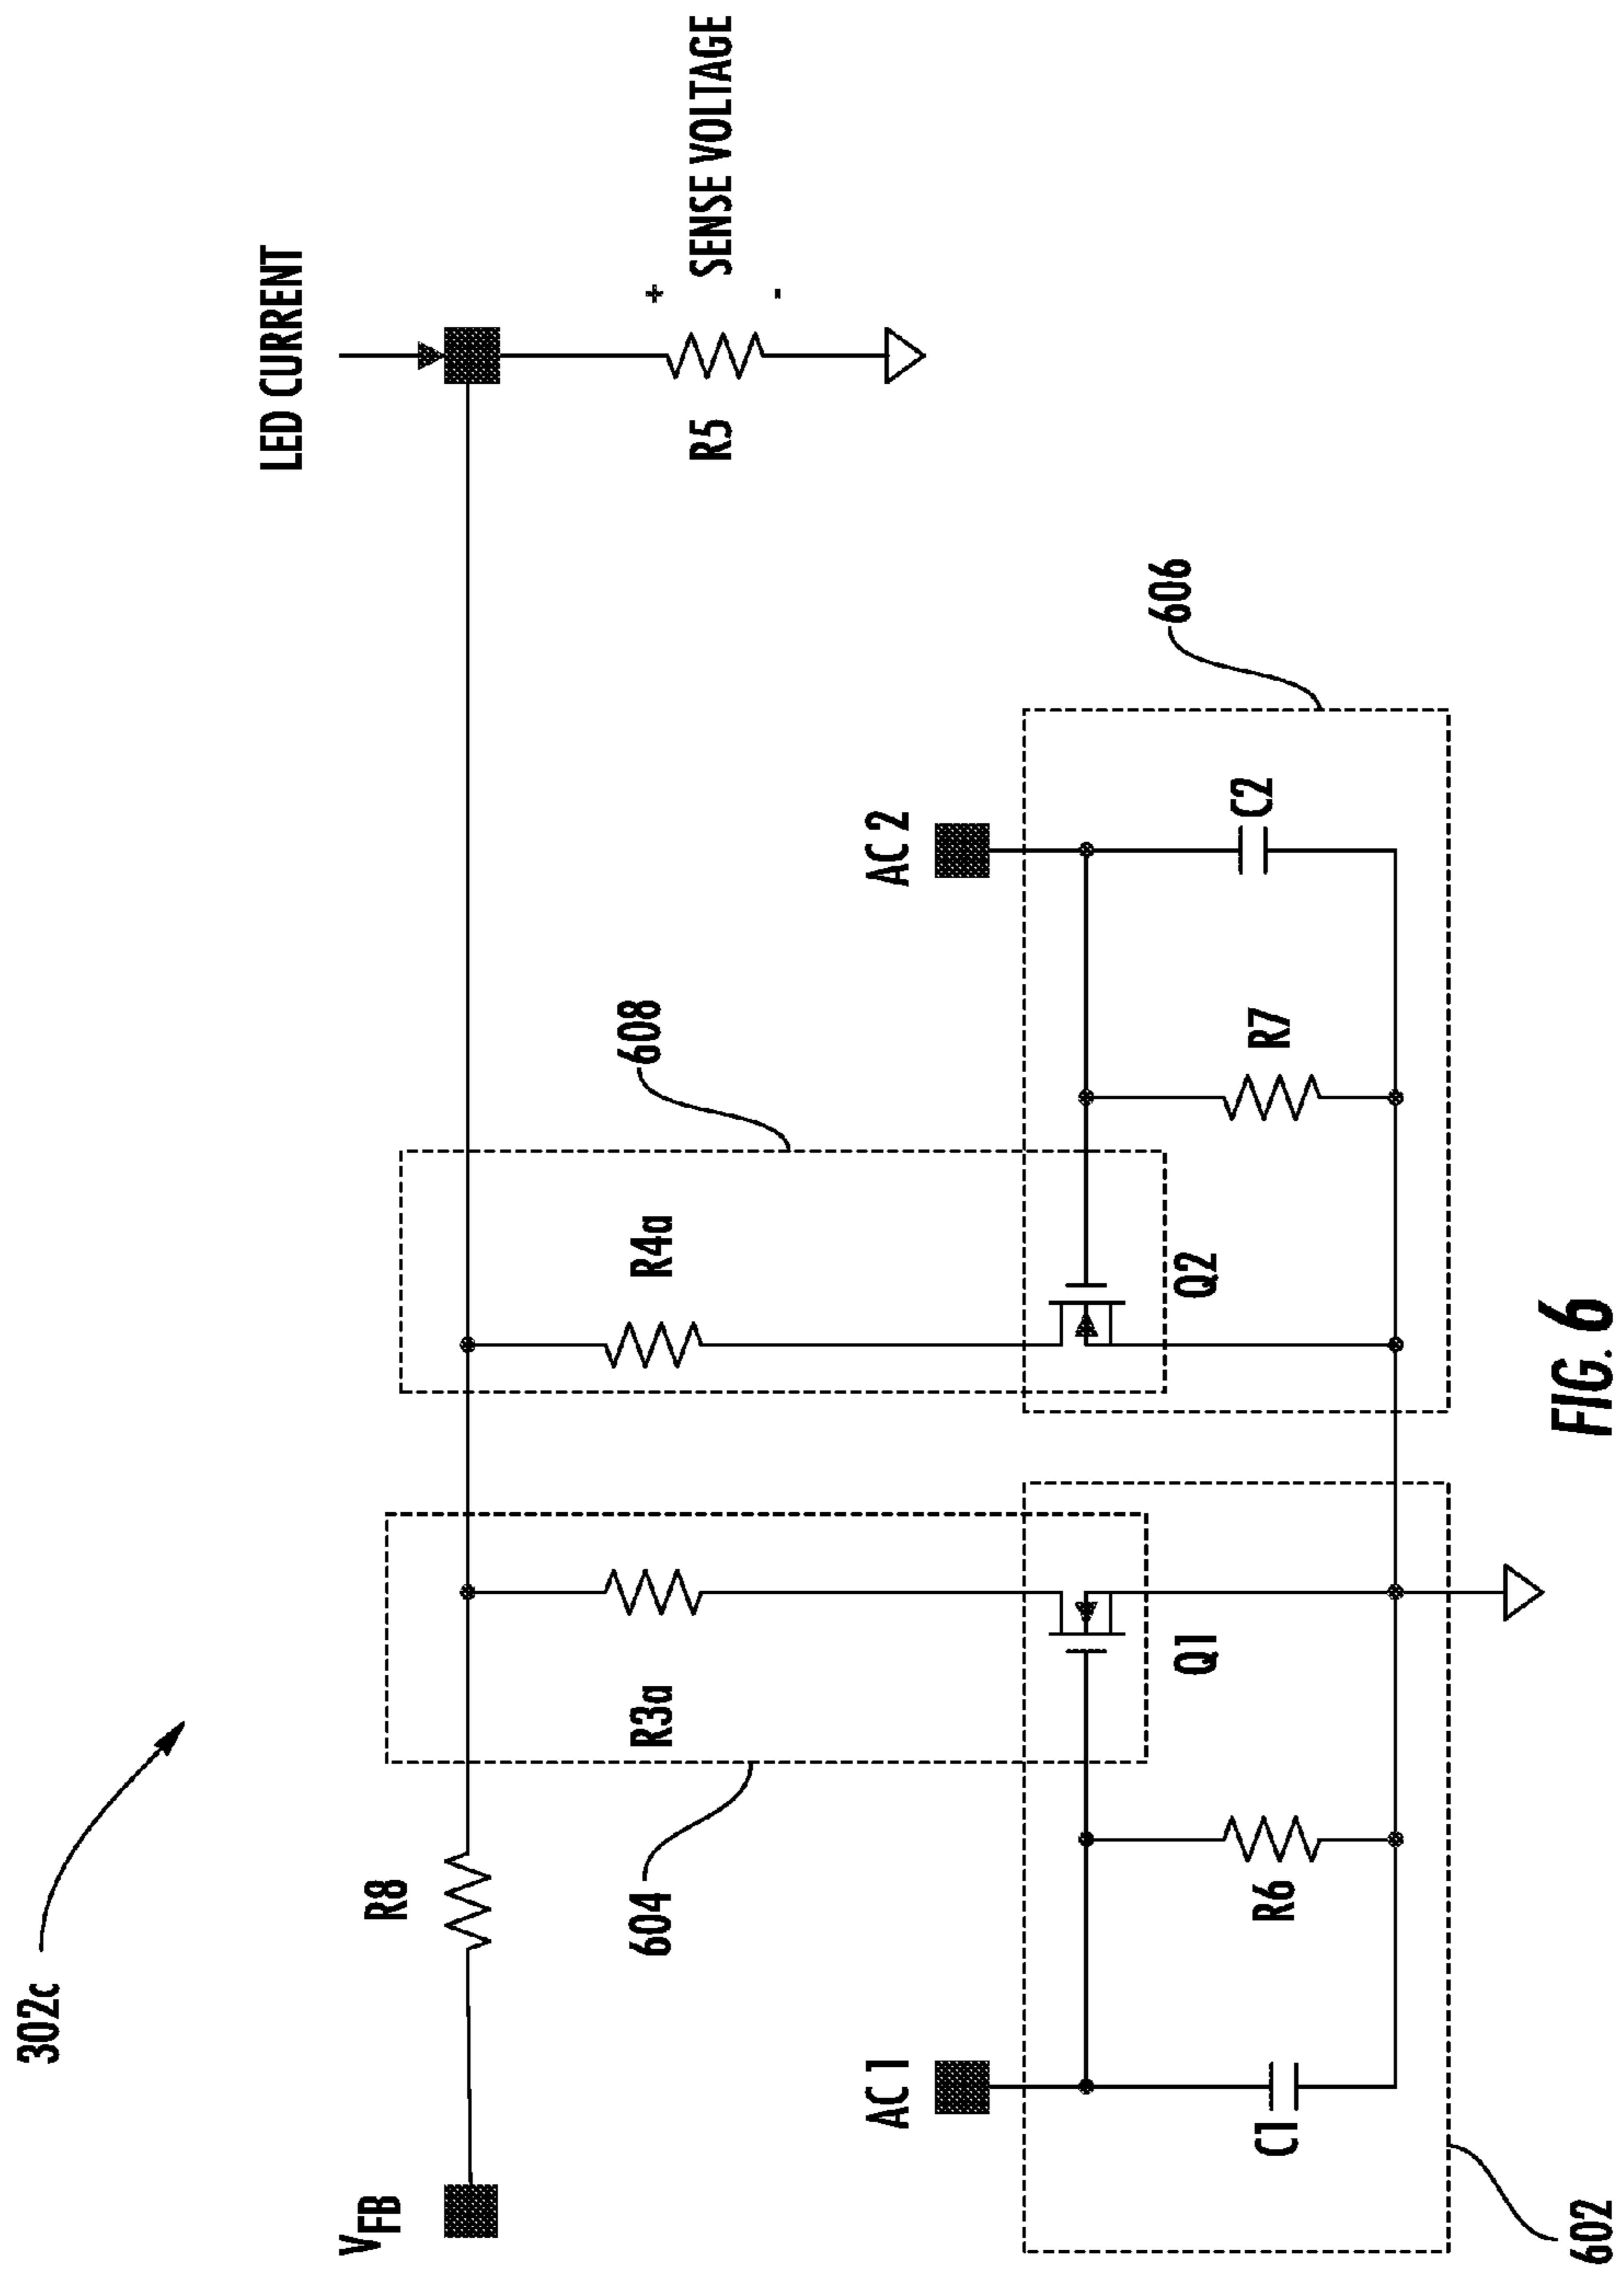 302c
LED CURRENT
VFB
R8
R3a
R4a
608
604
R5
+
SENSE VOLTAGE
-
AC 1
AC 2
606
Q1
Q2
C1
R6
R7
C2
602
FIG. 6